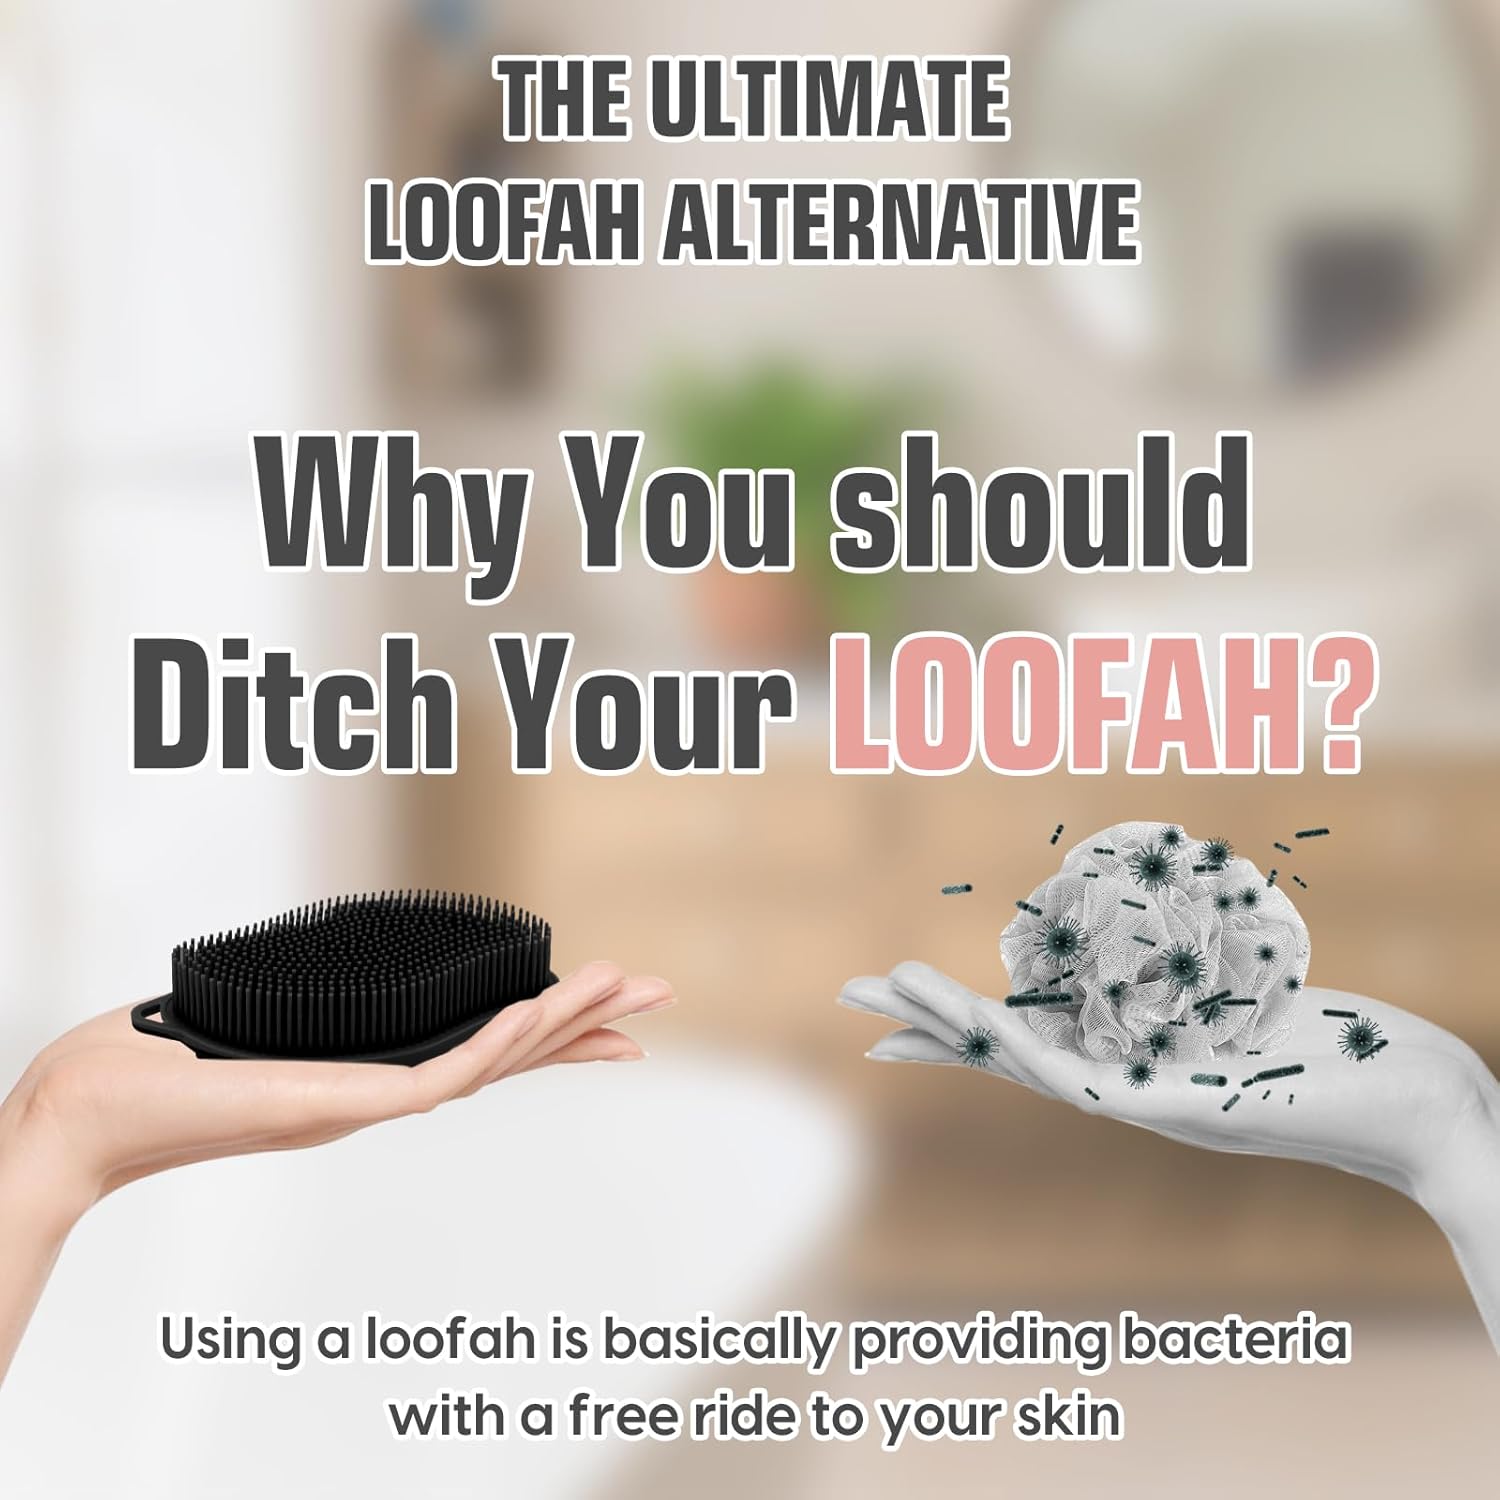 THE ULTIMATE
LOOFAH ALTERNATIVE
Why You should
Ditch Your LOOFAH?
Using a loofah is basically providing bacteria
with a free ride to your skin